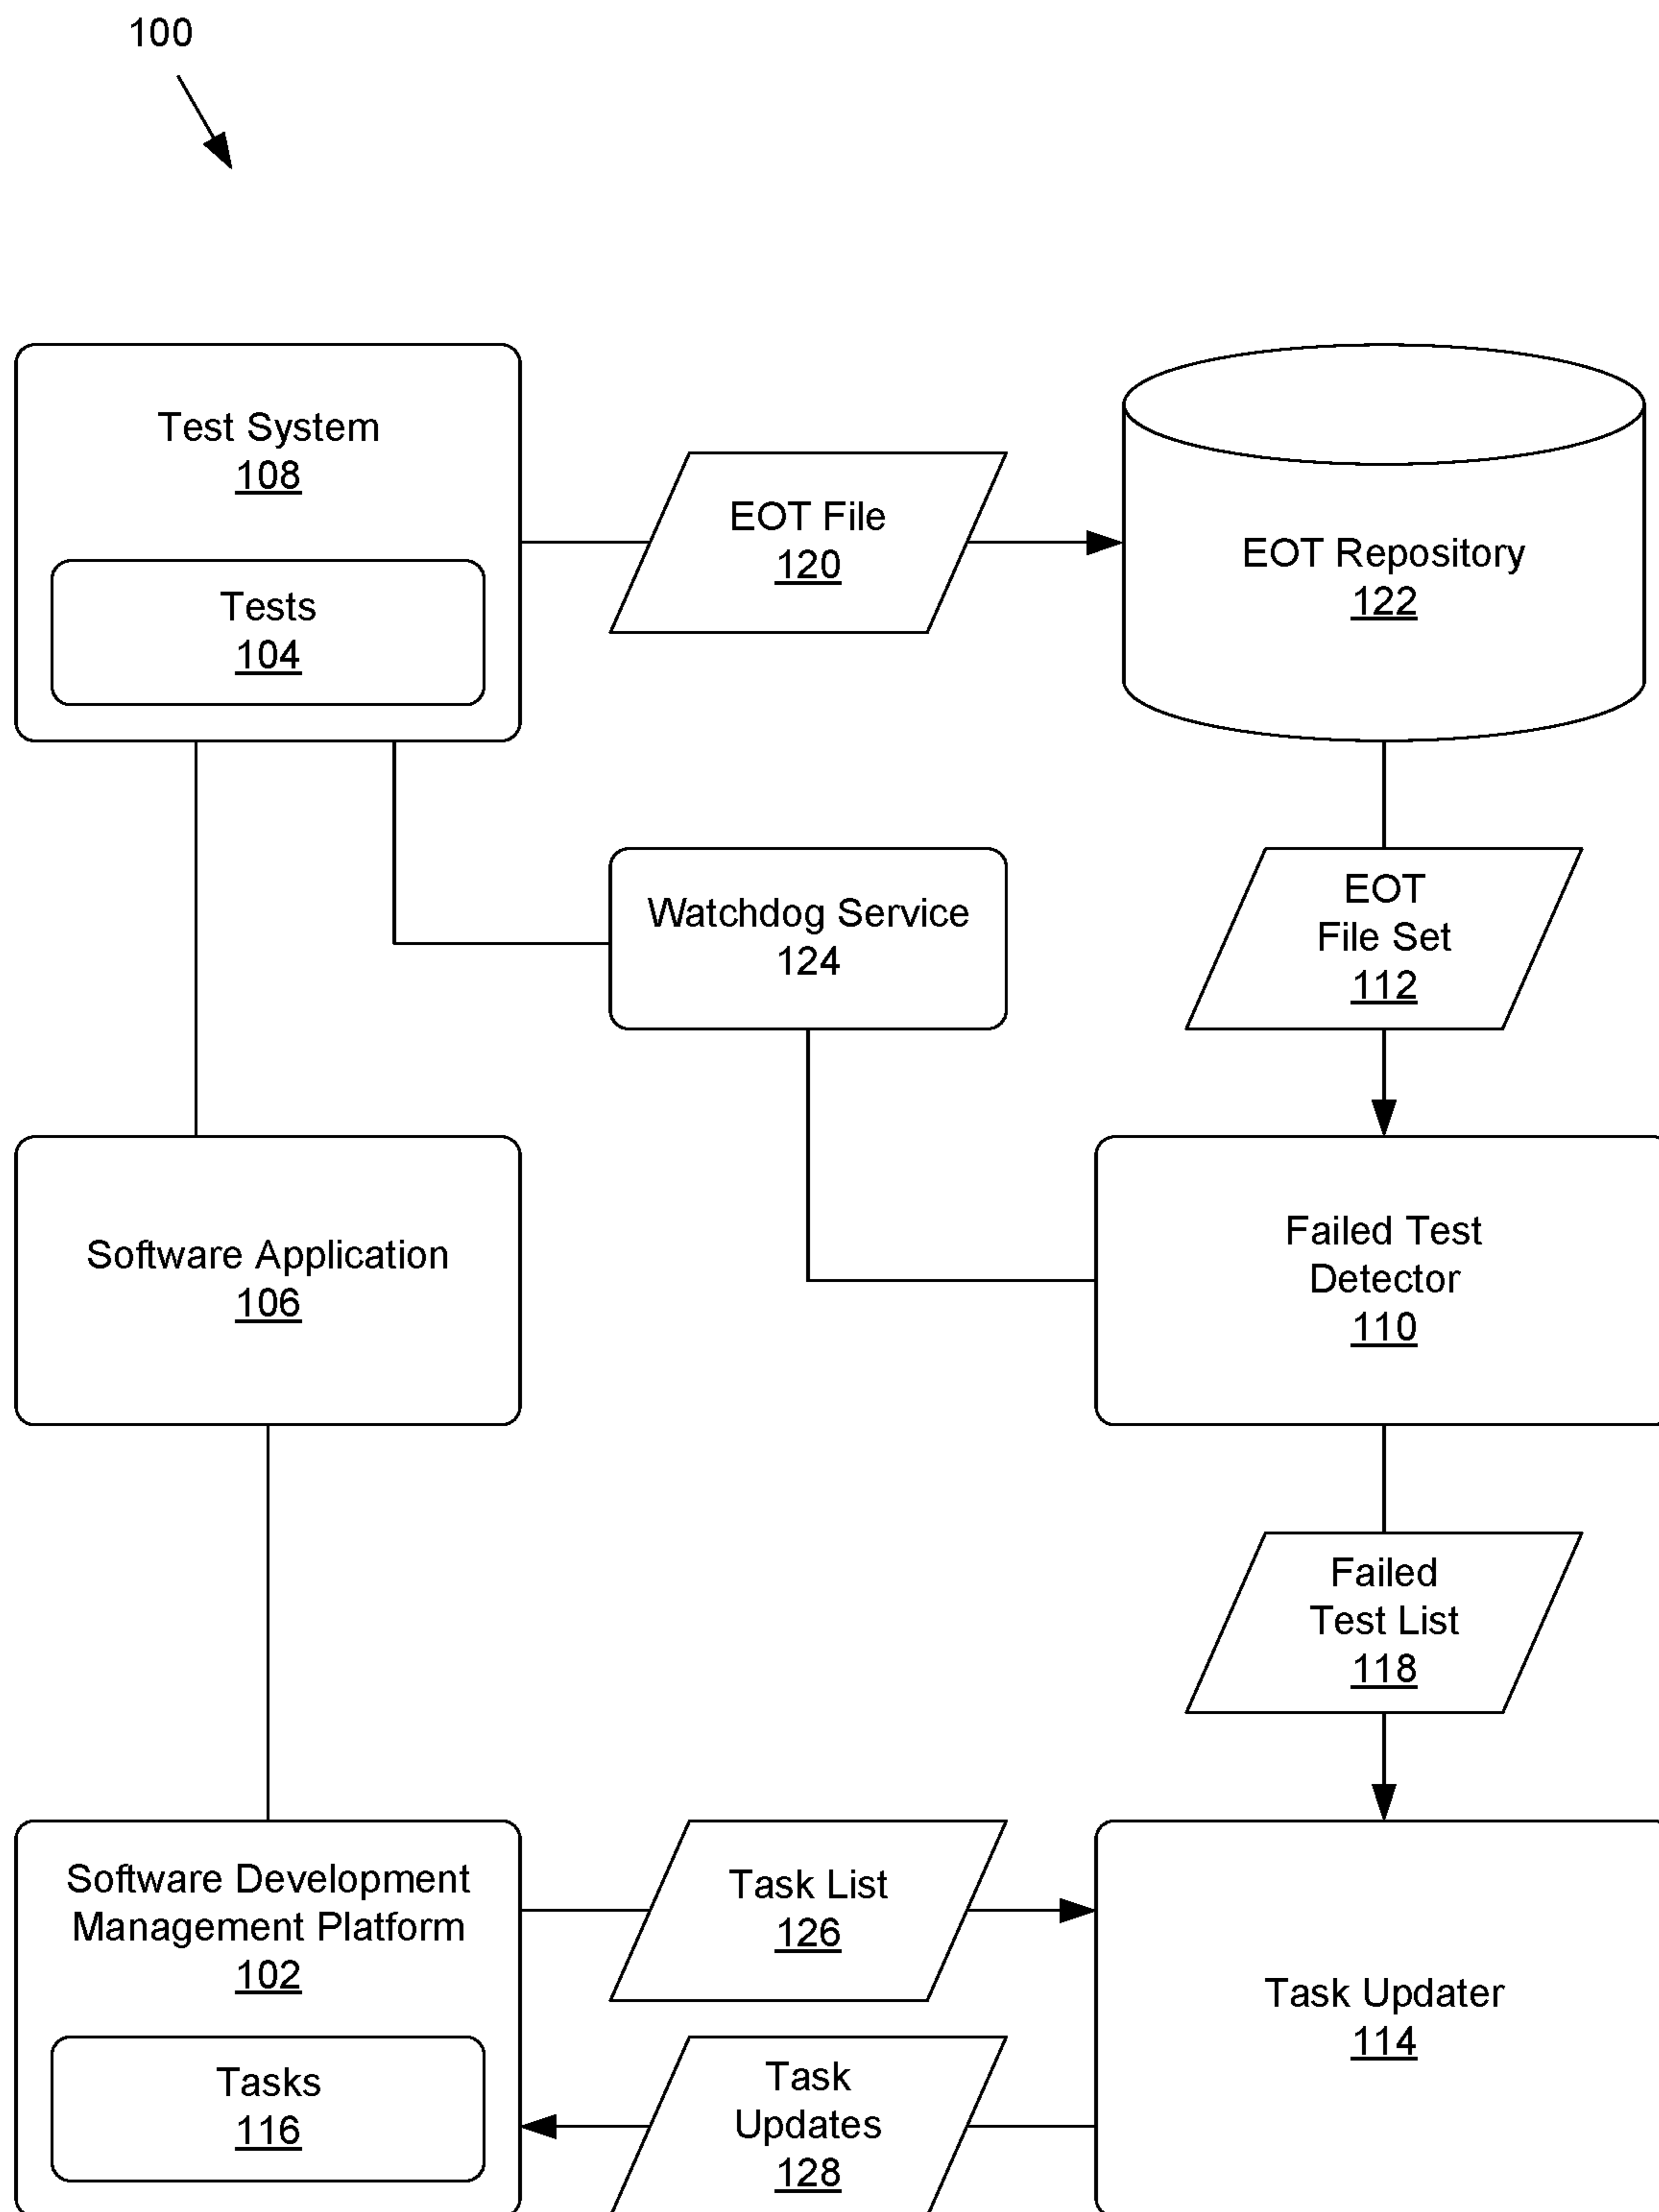 100
Test System
108
Tests
104
EOT File
120
EOT Repository
122
Watchdog Service
124
EOT
File Set
112
Software Application
106
Failed Test
Detector
110
Failed
Test List
118
Software Development
Management Platform
102
Tasks
116
Task List
126
Task
Updates
128
Task Updater
114